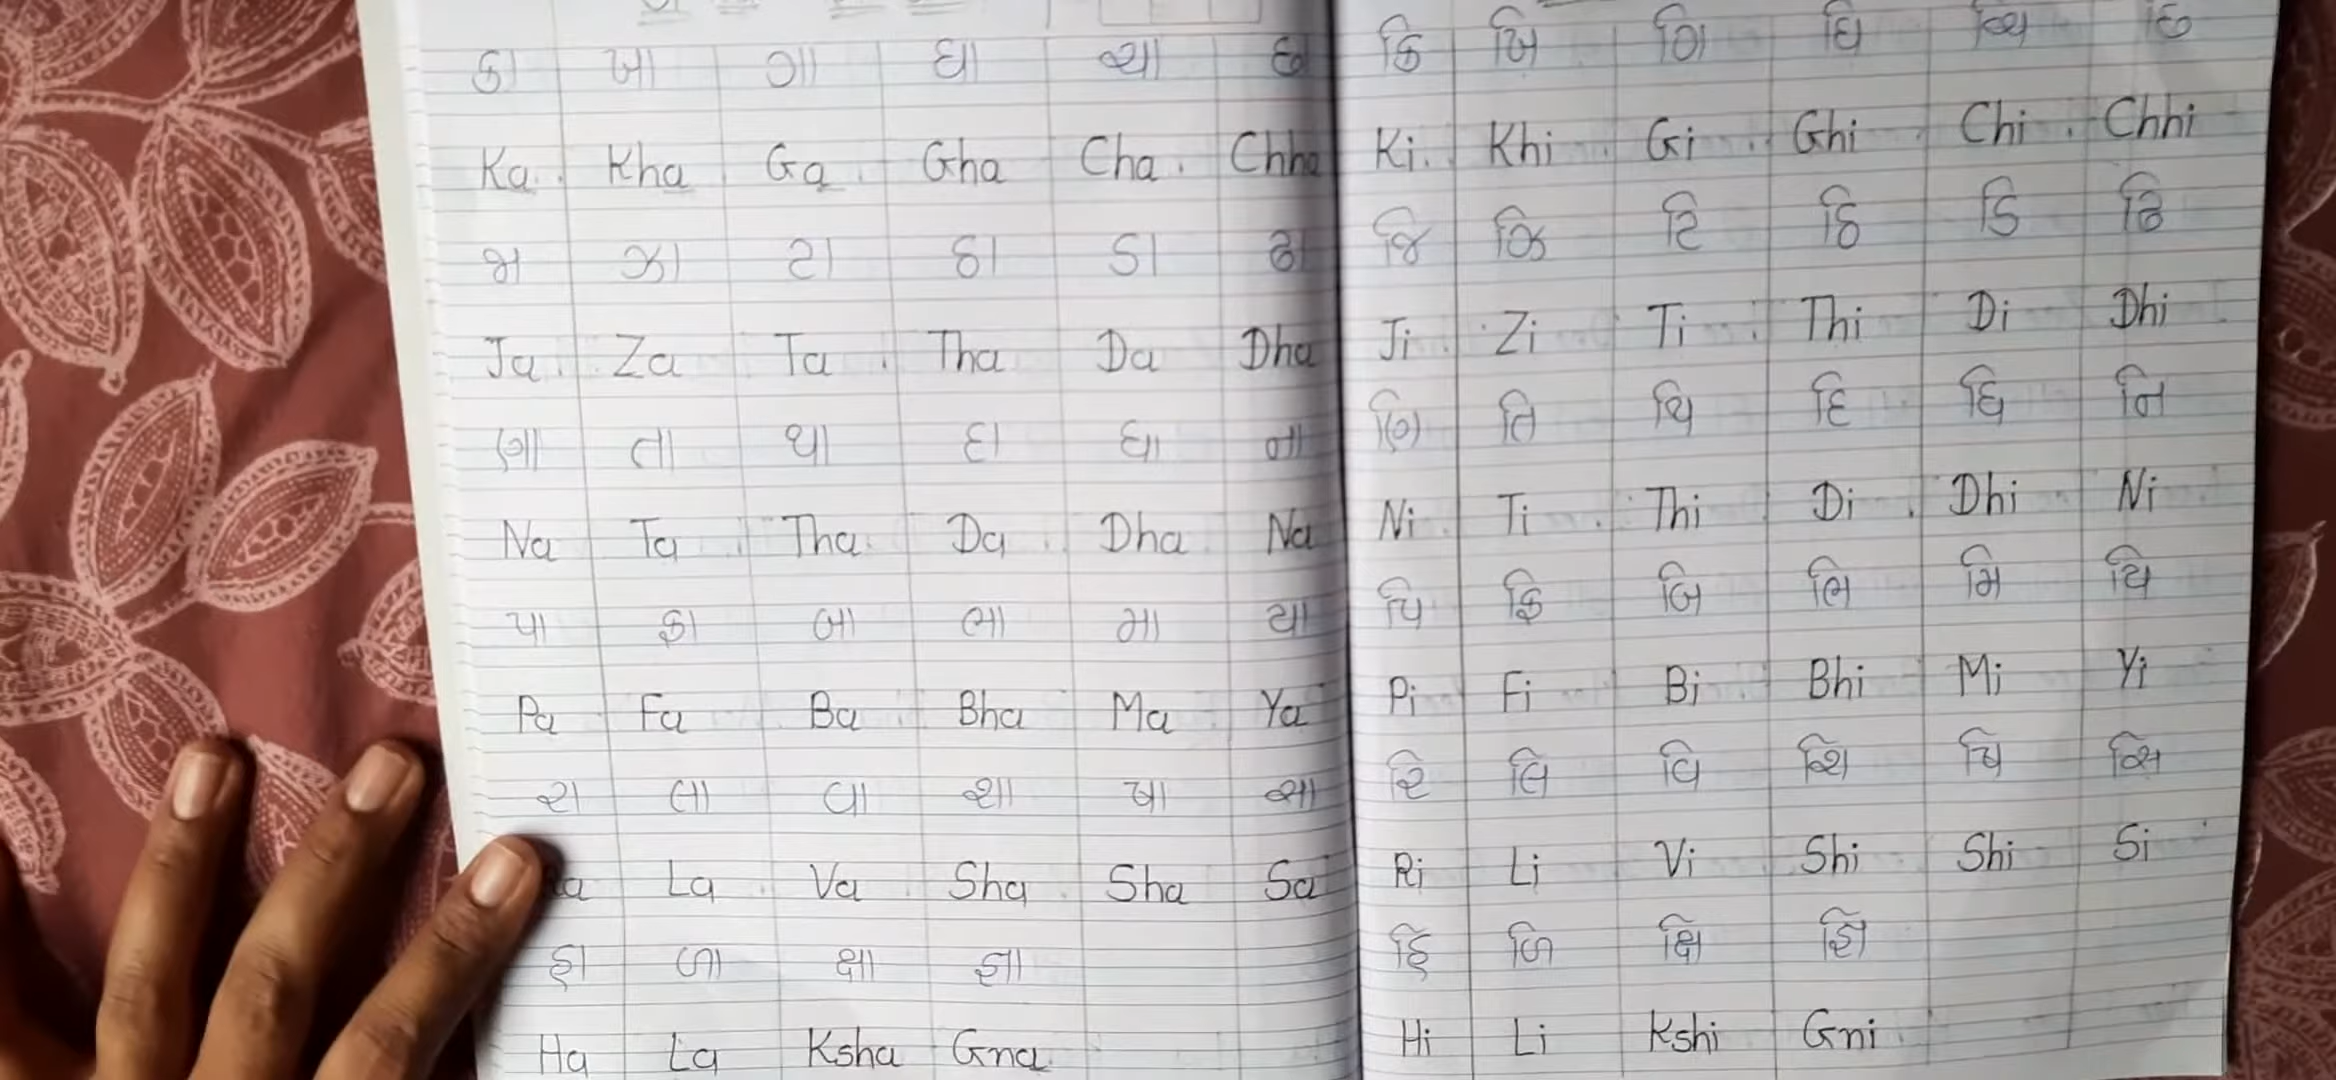 કા ખા ગા ઘા ચા છા
Ka Kha Ga Gha Cha Chha
જા ઝા ટા ઠા ડા ઢા
Ja Za Ta Tha Da Dha
ણા તા થા દા ધા ના
Na Ta Tha Da Dha Na
પા ફા બા ભા મા યા
Pa Fa Ba Bha Ma Ya
રા લા વા શા ષા સા
Ra La Va Sha Sha Sa
હા ળા ક્ષા જ્ઞા
Ha La Ksha Gna
કિ ખિ ગિ ઘિ ચિ છિ
Ki Khi Gi Ghi Chi Chhi
જિ ઝિ ટિ ઠિ ડિ ઢિ
Ji Zi Ti Thi Di Dhi
ણિ તિ થિ દિ ધિ નિ
Ni Ti Thi Di Dhi Ni
પિ ફિ બિ ભિ મિ યિ
Pi Fi Bi Bhi Mi Yi
રિ લિ વિ શિ ષિ સિ
Ri Li Vi Shi Shi Si
હિ ળિ ક્ષિ જ્ઞિ
Hi Li Kshi Gni